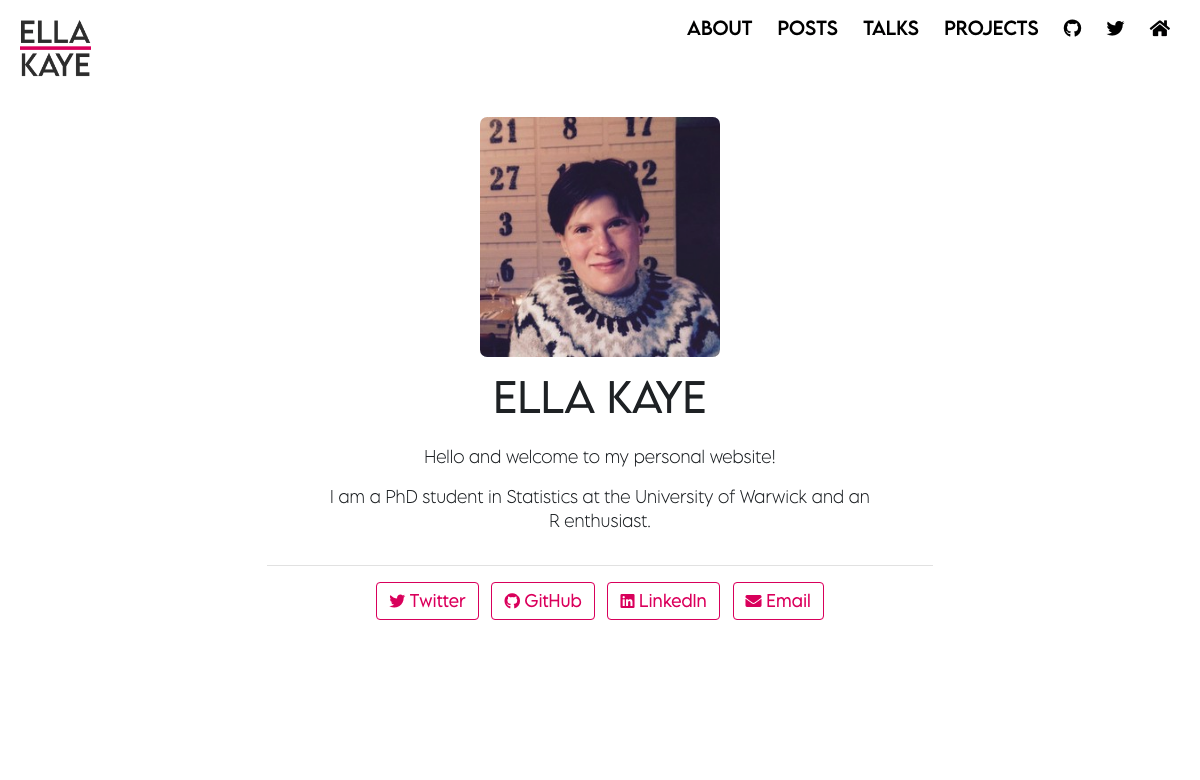 ELLA
KAYE
ABOUT POSTS TALKS PROJECTS
21 8 17
27 22
3
6 2
ELLA KAYE
Hello and welcome to my personal website!
I am a PhD student in Statistics at the University of Warwick and an
R enthusiast.
Twitter GitHub LinkedIn Email